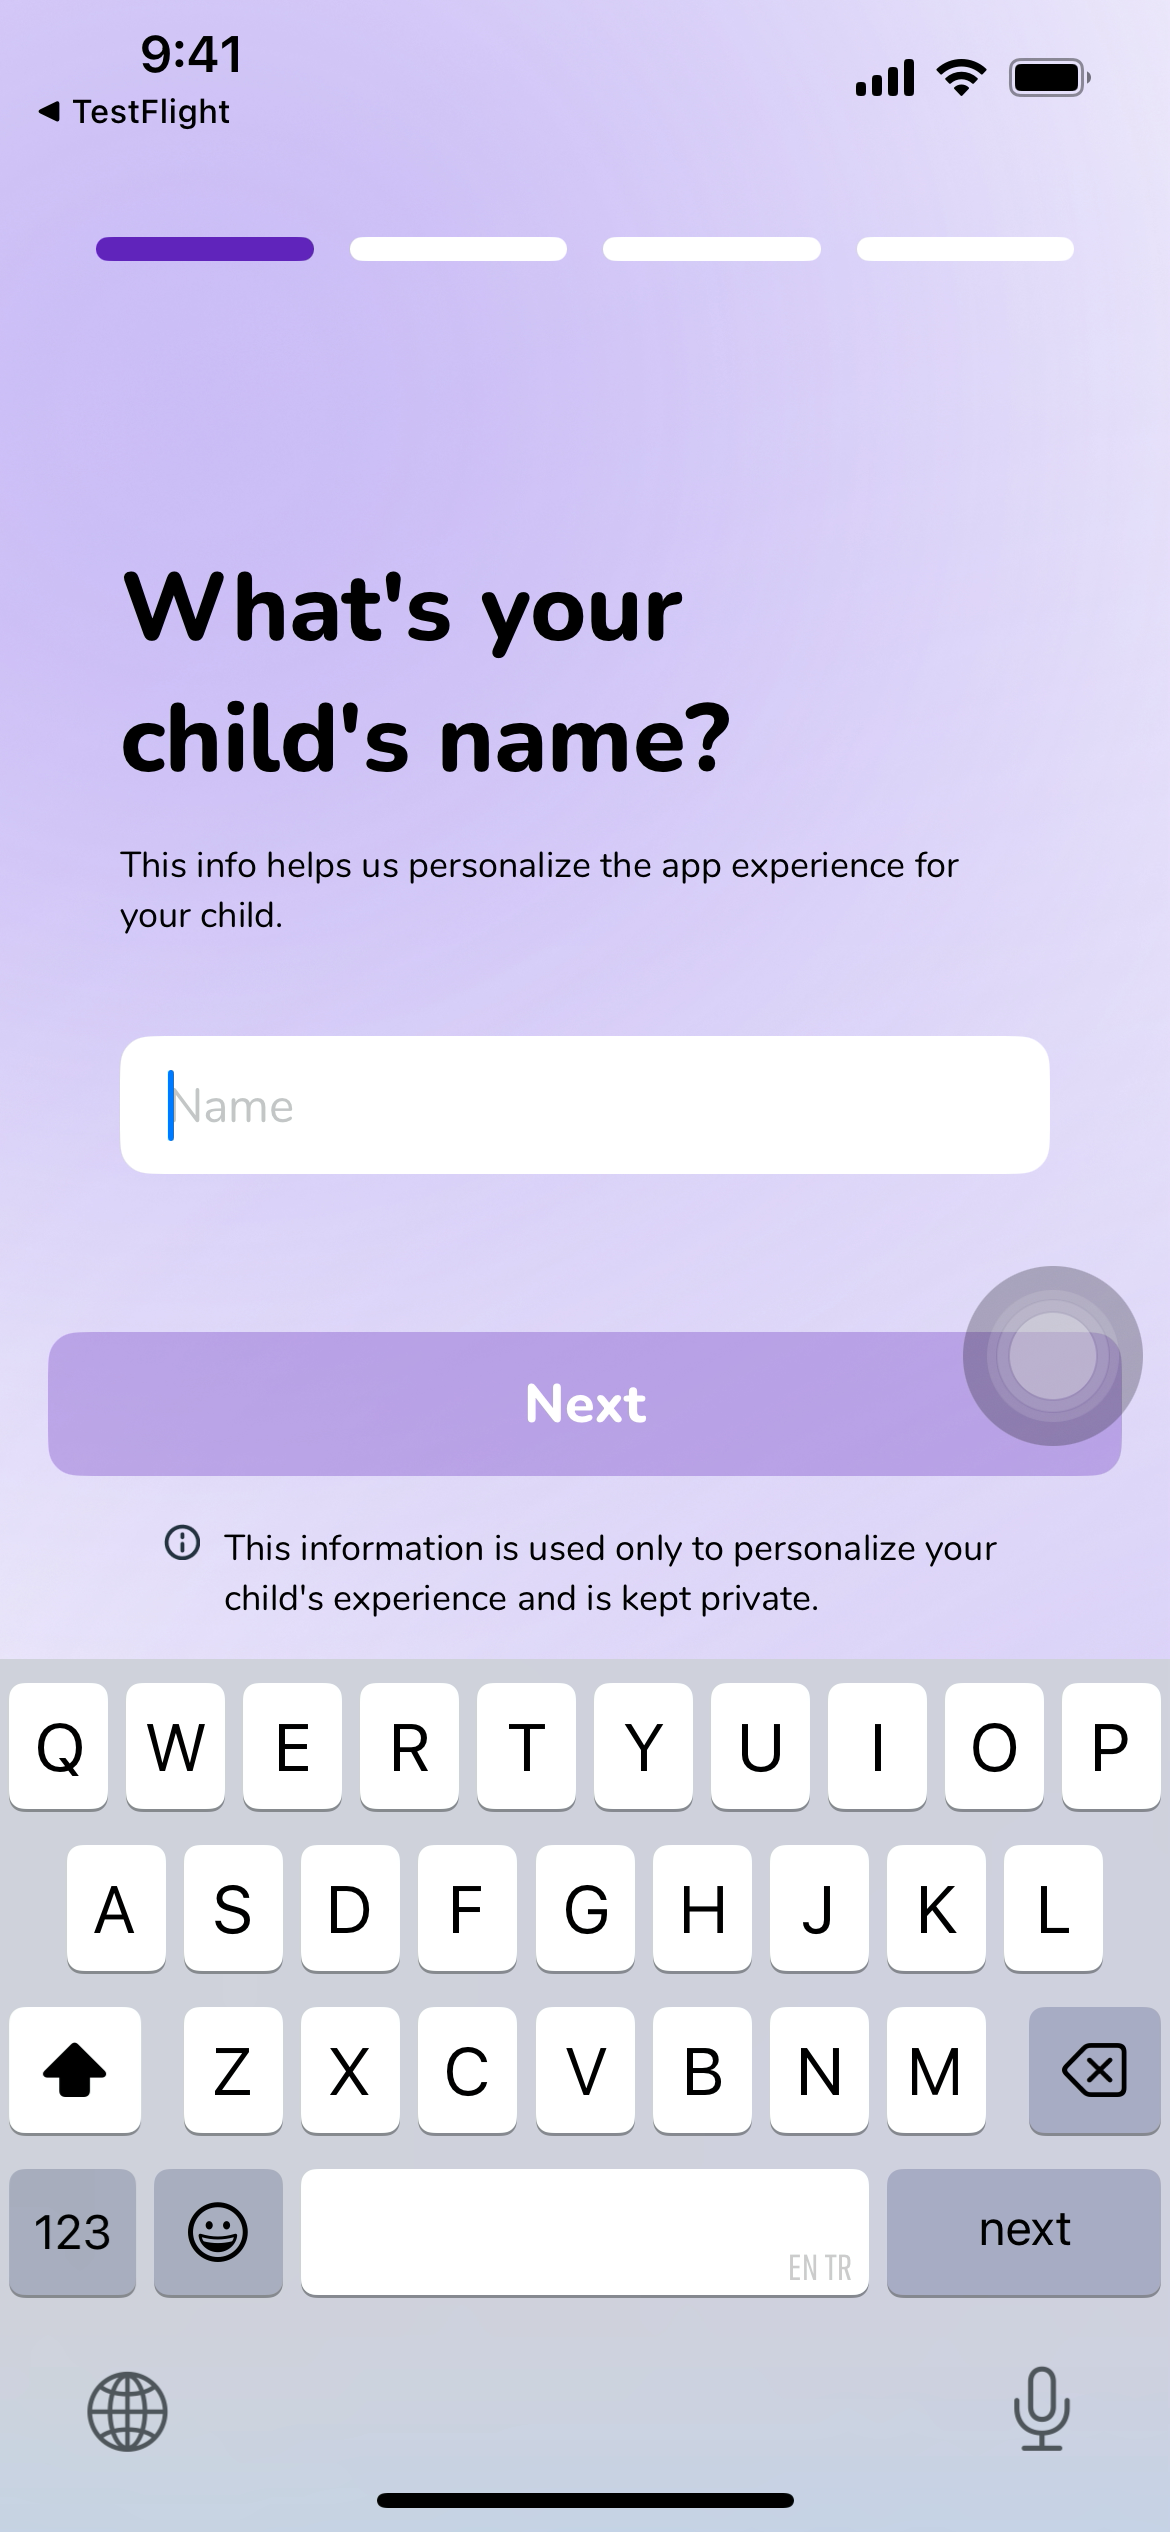 9:41
TestFlight
What's your
child's name?
This info helps us personalize the app experience for
your child.
Name
Next
This information is used only to personalize your
child's experience and is kept private.
Q W E R T Y U I O P
A S D F G H J K L
Z X C V B N M
123
EN TR
next